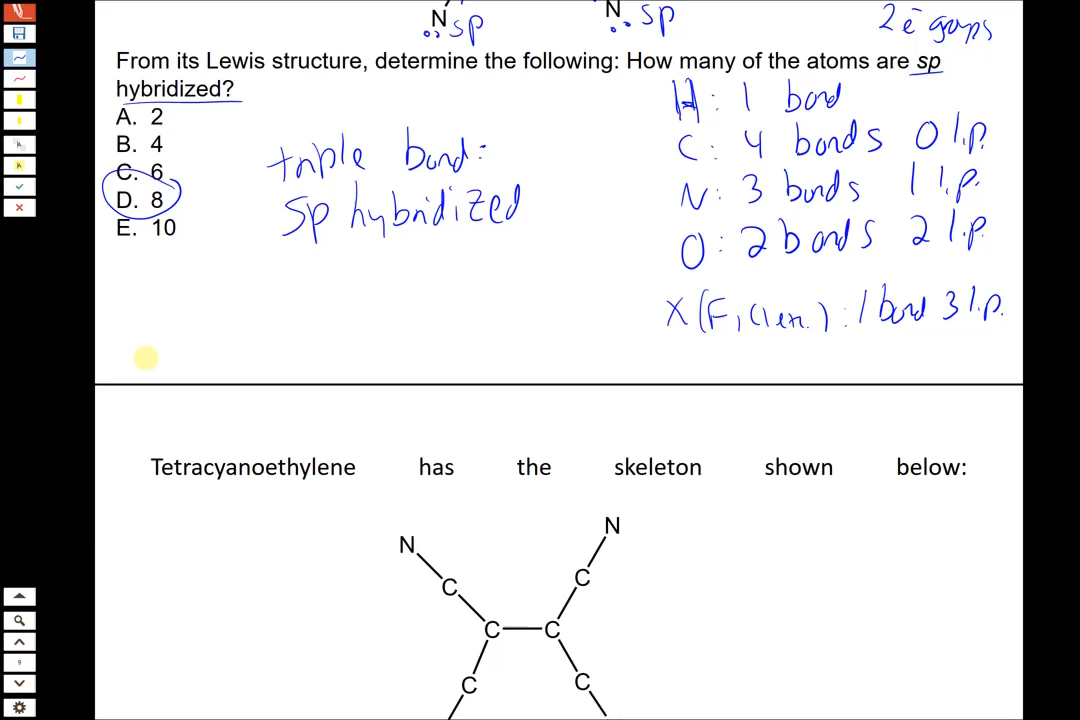 N sp
N sp
2 e⁻ groups
From its Lewis structure, determine the following: How many of the atoms are sp
hybridized?
A. 2
B. 4
C. 6
D. 8
E. 10
triple bond:
sp hybridized
H: 1 bond
C: 4 bonds 0 l.p.
N: 3 bonds 1 l.p.
O: 2 bonds 2 l.p.
X (F, Cl ex.): 1 bond 3 l.p.
Tetracyanoethylene has the skeleton shown below:
N N
C C
C C
C C
9